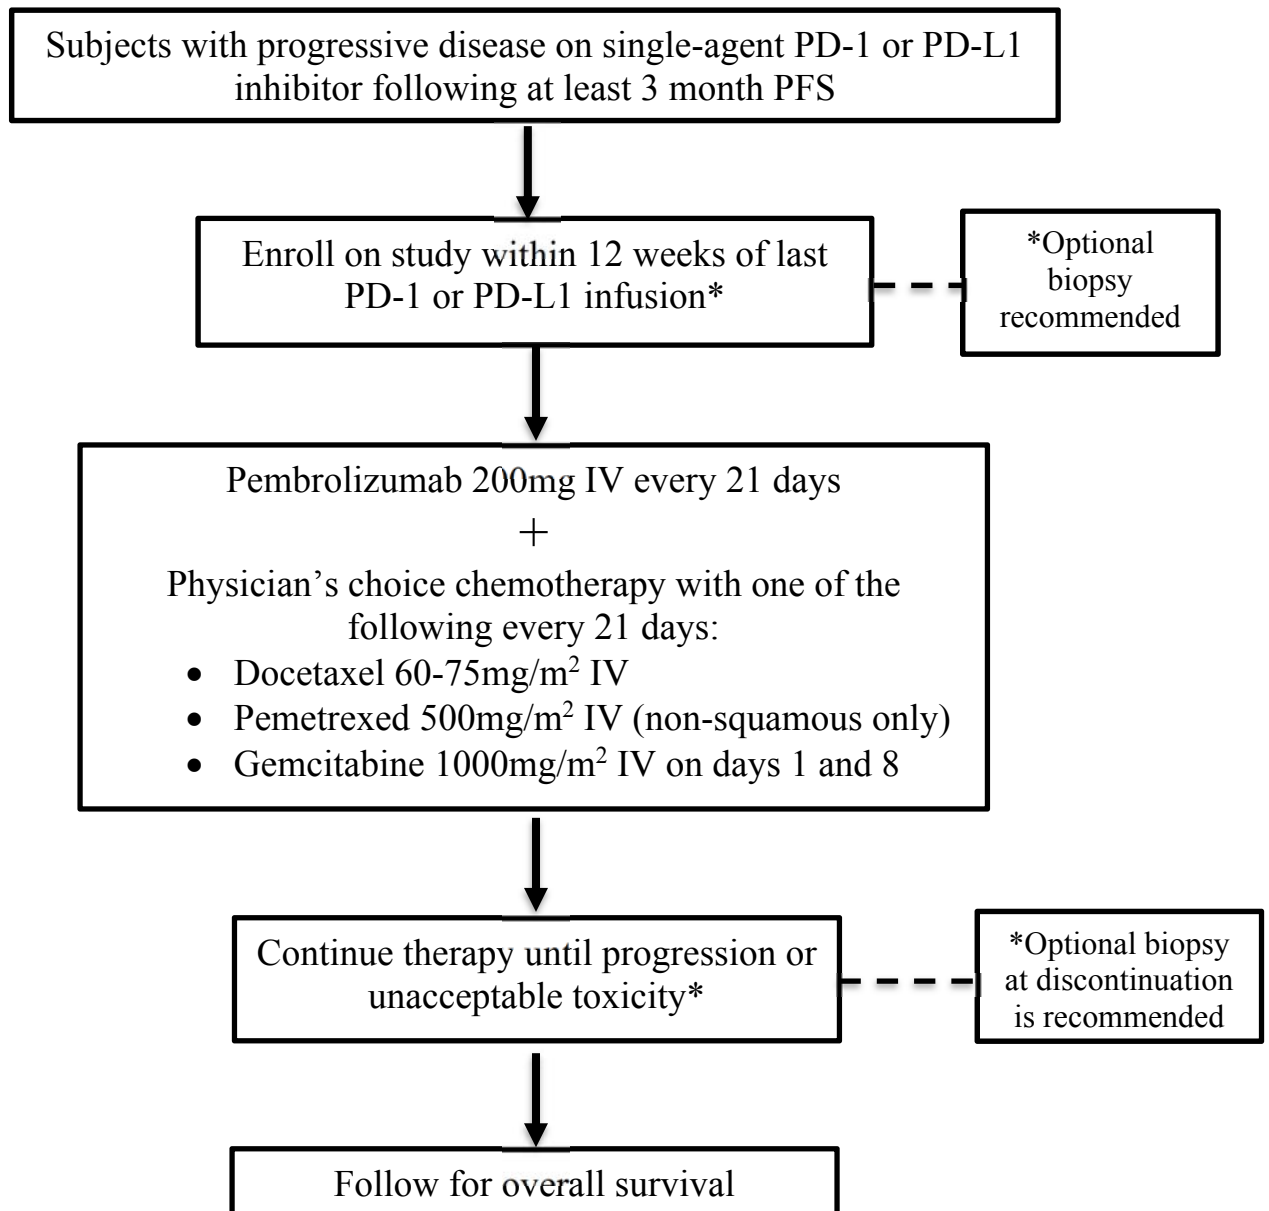 Subjects with progressive disease on single-agent PD-1 or PD-L1
inhibitor following at least 3 month PFS
Enroll on study within 12 weeks of last
PD-1 or PD-L1 infusion*
*Optional
biopsy
recommended
Pembrolizumab 200mg IV every 21 days
+
Physician’s choice chemotherapy with one of the
following every 21 days:
• Docetaxel 60-75mg/m² IV
• Pemetrexed 500mg/m² IV (non-squamous only)
• Gemcitabine 1000mg/m² IV on days 1 and 8
Continue therapy until progression or
unacceptable toxicity*
*Optional biopsy
at discontinuation
is recommended
Follow for overall survival